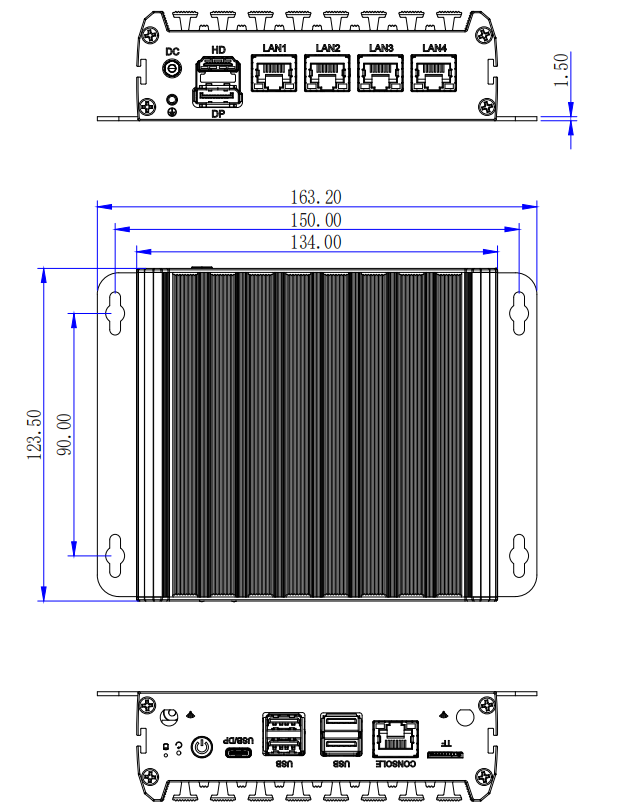 DC HD LAN1 LAN2 LAN3 LAN4
1.50
DP
163.20
150.00
134.00
123.50
90.00
USB/DP USB USB CONSOLE TF